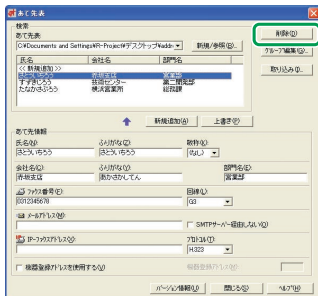 あて先表
検索
あて先表:
C:¥Documents and Settings¥R-Project¥デスクトップ¥addre
新規/参照(B)...
削除(D)
グループ編集(G)...
取り込み(I)...
氏名 会社名 部門名
<< 新規追加 >>
さとういちろう 赤坂支店 営業部
すずきじろう 技術センター 第二開発部
たなかさぶろう 横浜営業所 総務課
新規追加(A)
上書き(R)
あて先情報
氏名(N): ふりがな(Z): 敬称(K):
さとういちろう さとういちろう (なし)
会社名(C): ふりがな(U): 部門名(E):
赤坂支店 あかさかしてん 営業部
ファクス番号(F): 回線(L):
0312345678 G3
メールアドレス(M):
SMTPサーバー経由しない(O)
IP-ファクスアドレス(X): プロトコル(T):
H.323
機器登録アドレスを使用する(V)
機器登録アドレス(W):
バージョン情報(J)
閉じる(S)
ヘルプ(H)